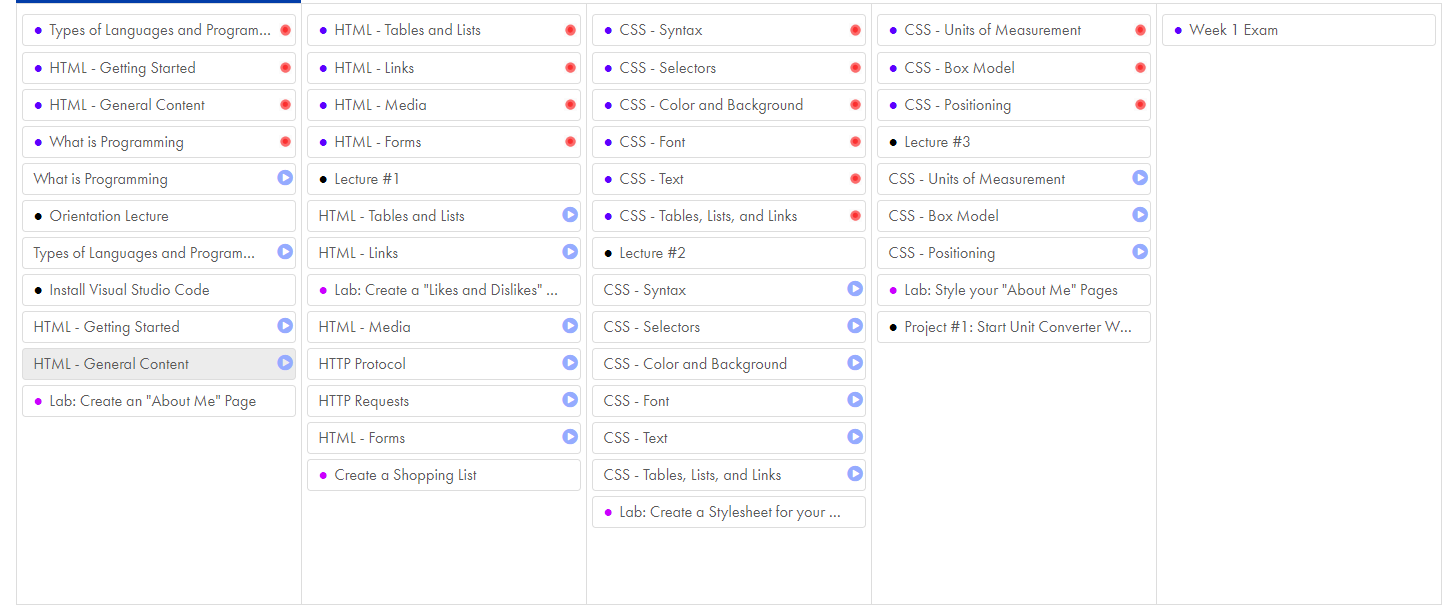 Types of Languages and Program...
HTML - Getting Started
HTML - General Content
What is Programming
What is Programming
Orientation Lecture
Types of Languages and Program...
Install Visual Studio Code
HTML - Getting Started
HTML - General Content
Lab: Create an "About Me" Page
HTML - Tables and Lists
HTML - Links
HTML - Media
HTML - Forms
Lecture #1
HTML - Tables and Lists
HTML - Links
Lab: Create a "Likes and Dislikes" ...
HTML - Media
HTTP Protocol
HTTP Requests
HTML - Forms
Create a Shopping List
CSS - Syntax
CSS - Selectors
CSS - Color and Background
CSS - Font
CSS - Text
CSS - Tables, Lists, and Links
Lecture #2
CSS - Syntax
CSS - Selectors
CSS - Color and Background
CSS - Font
CSS - Text
CSS - Tables, Lists, and Links
Lab: Create a Stylesheet for your ...
CSS - Units of Measurement
CSS - Box Model
CSS - Positioning
Lecture #3
CSS - Units of Measurement
CSS - Box Model
CSS - Positioning
Lab: Style your "About Me" Pages
Project #1: Start Unit Converter W...
Week 1 Exam